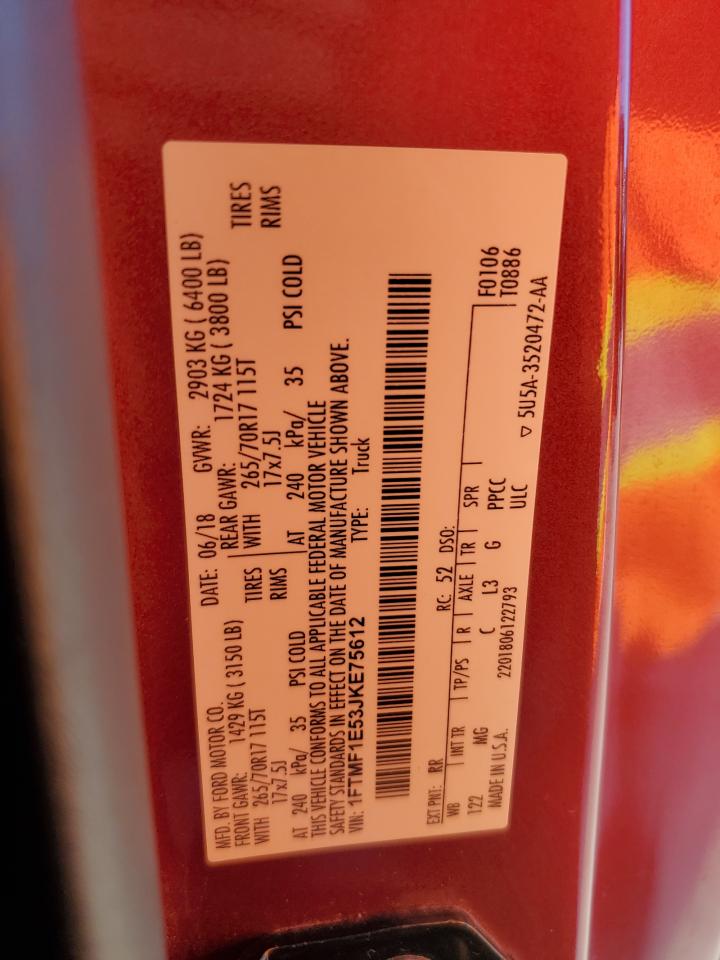 MFD. BY FORD MOTOR CO.
DATE: 06/18 GVWR: 2903 KG ( 6400 LB)
FRONT GAWR: 1429 KG ( 3150 LB) REAR GAWR: 1724 KG ( 3800 LB)
WITH 265/70R17 115T TIRES WITH 265/70R17 115T TIRES
17x7.5J RIMS 17x7.5J RIMS
AT 240 kPa/ 35 PSI COLD AT 240 kPa/ 35 PSI COLD
THIS VEHICLE CONFORMS TO ALL APPLICABLE FEDERAL MOTOR VEHICLE
SAFETY STANDARDS IN EFFECT ON THE DATE OF MANUFACTURE SHOWN ABOVE.
VIN: 1FTMF1E53JKE75612 TYPE: Truck
EXT PNT: RR RC: 52 DSO:
WB INT TR TP/PS R AXLE TR SPR F0106
122 MG C L3 G PPCC T0886
ULC
MADE IN U.S.A. 2201806122793 ▽ 5U5A-3520472-AA